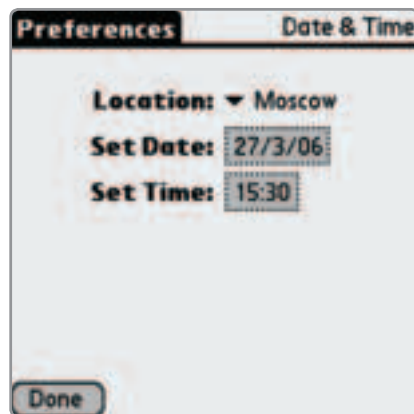 Preferences Date & Time
Location: Moscow
Set Date: 27/3/06
Set Time: 15:30
Done